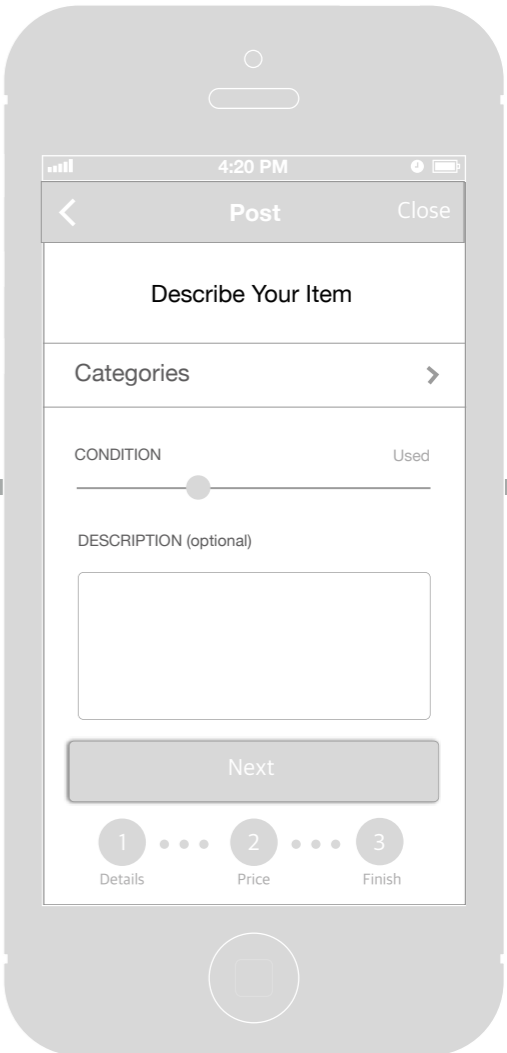 4:20 PM
Post Close
Describe Your Item
Categories
CONDITION Used
DESCRIPTION (optional)
Next
1 2 3
Details Price Finish